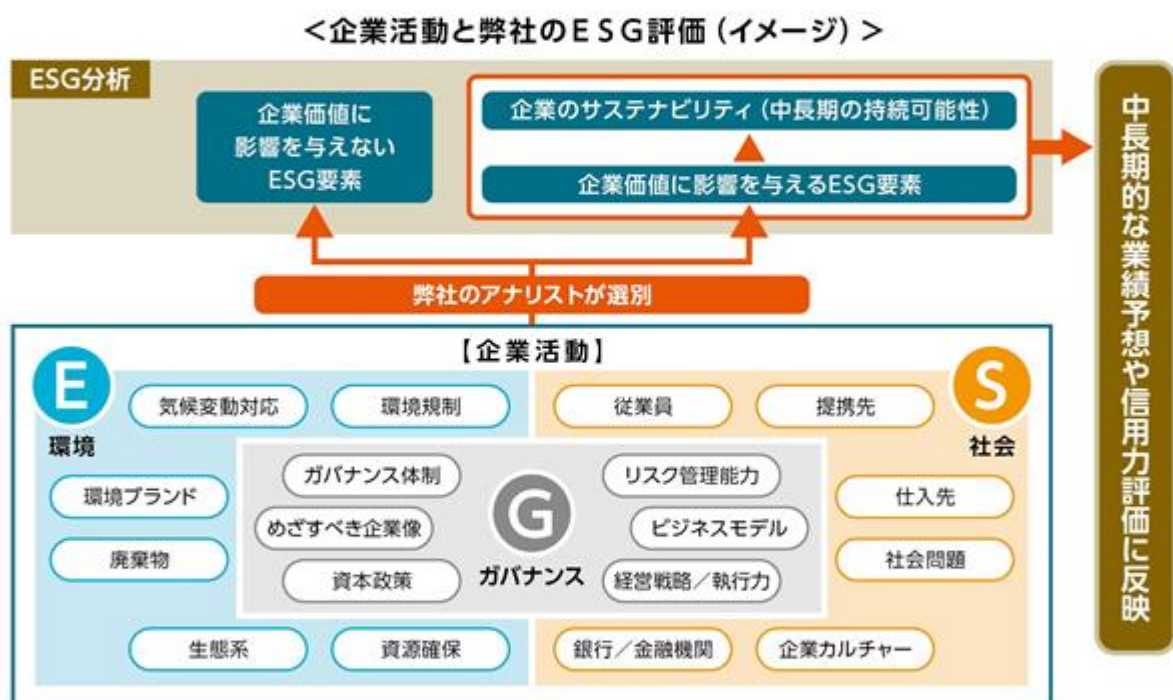 <企業活動と弊社のESG評価(イメージ)>
ESG分析
企業価値に
影響を与えない
ESG要素
企業のサステナビリティ(中長期の持続可能性)
企業価値に影響を与えるESG要素
中長期的な業績予想や信用力評価に反映
弊社のアナリストが選別
【企業活動】
E
環境
S
社会
気候変動対応
環境規制
従業員
提携先
環境ブランド
廃棄物
ガバナンス体制
めざすべき企業像
資本政策
G
ガバナンス
リスク管理能力
ビジネスモデル
経営戦略/執行力
仕入先
社会問題
生態系
資源確保
銀行/金融機関
企業カルチャー